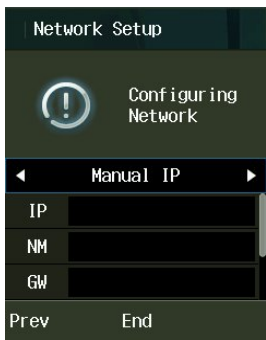 Network Setup
Configuring
Network
Manual IP
IP
NM
GW
Prev End